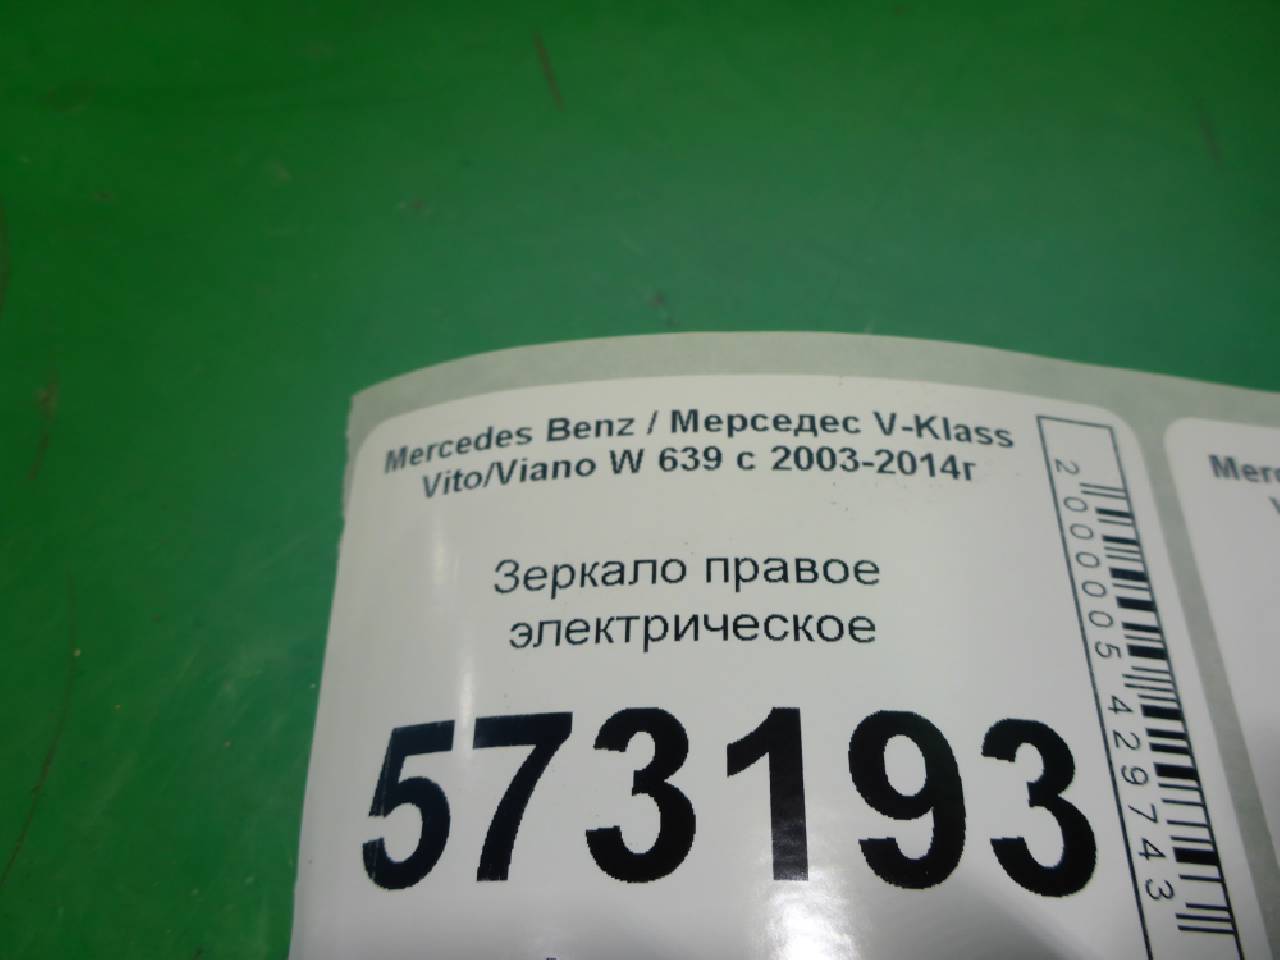 Mercedes Benz / Мерседес V-Klass
Vito/Viano W 639 с 2003-2014г
Зеркало правое
электрическое
573193
2000005429743